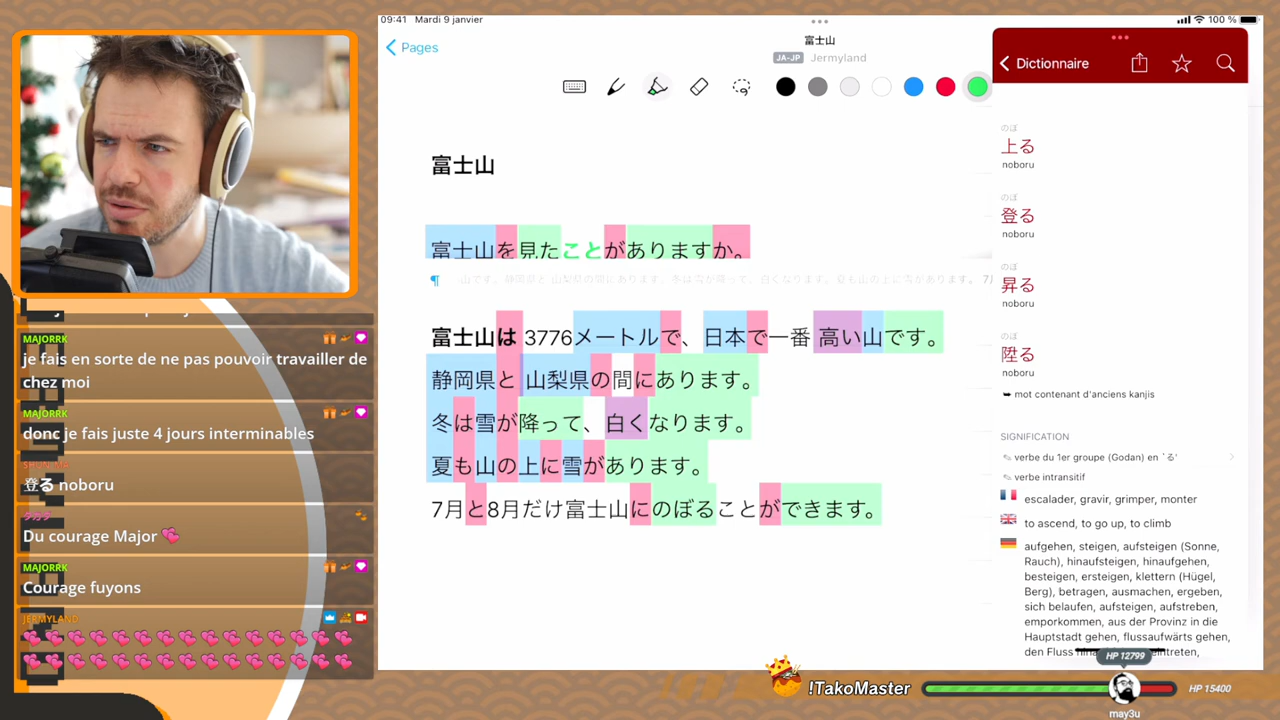 09:41 Mardi 9 janvier
100 %
Pages
富士山
JA-JP Jermyland
富士山
富士山を見たことがありますか。
富士山は 3776メートルで、日本で一番 高い山です。
静岡県と 山梨県の間にあります。
冬は雪が降って、白くなります。
夏も山の上に雪があります。
7月と8月だけ富士山にのぼることができます。
Dictionnaire
のぼ
上る
noboru
のぼ
登る
noboru
のぼ
昇る
noboru
のぼ
陞る
noboru
mot contenant d'anciens kanjis
SIGNIFICATION
verbe du 1er groupe (Godan) en 'る'
verbe intransitif
escalader, gravir, grimper, monter
to ascend, to go up, to climb
aufgehen, steigen, aufsteigen (Sonne,
Rauch), hinaufsteigen, hinaufgehen,
besteigen, ersteigen, klettern (Hügel,
Berg), betragen, ausmachen, ergeben,
sich belaufen, aufsteigen, aufstreben,
emporkommen, aus der Provinz in die
Hauptstadt gehen, flussaufwärts gehen,
den Fluss
MAJORRK
je fais en sorte de ne pas pouvoir travailler de
chez moi
MAJORRK
donc je fais juste 4 jours interminables
登る noboru
Du courage Major
MAJORRK
Courage fuyons
JERMYLAND
!TakoMaster
HP 12799
HP 15400
may3u